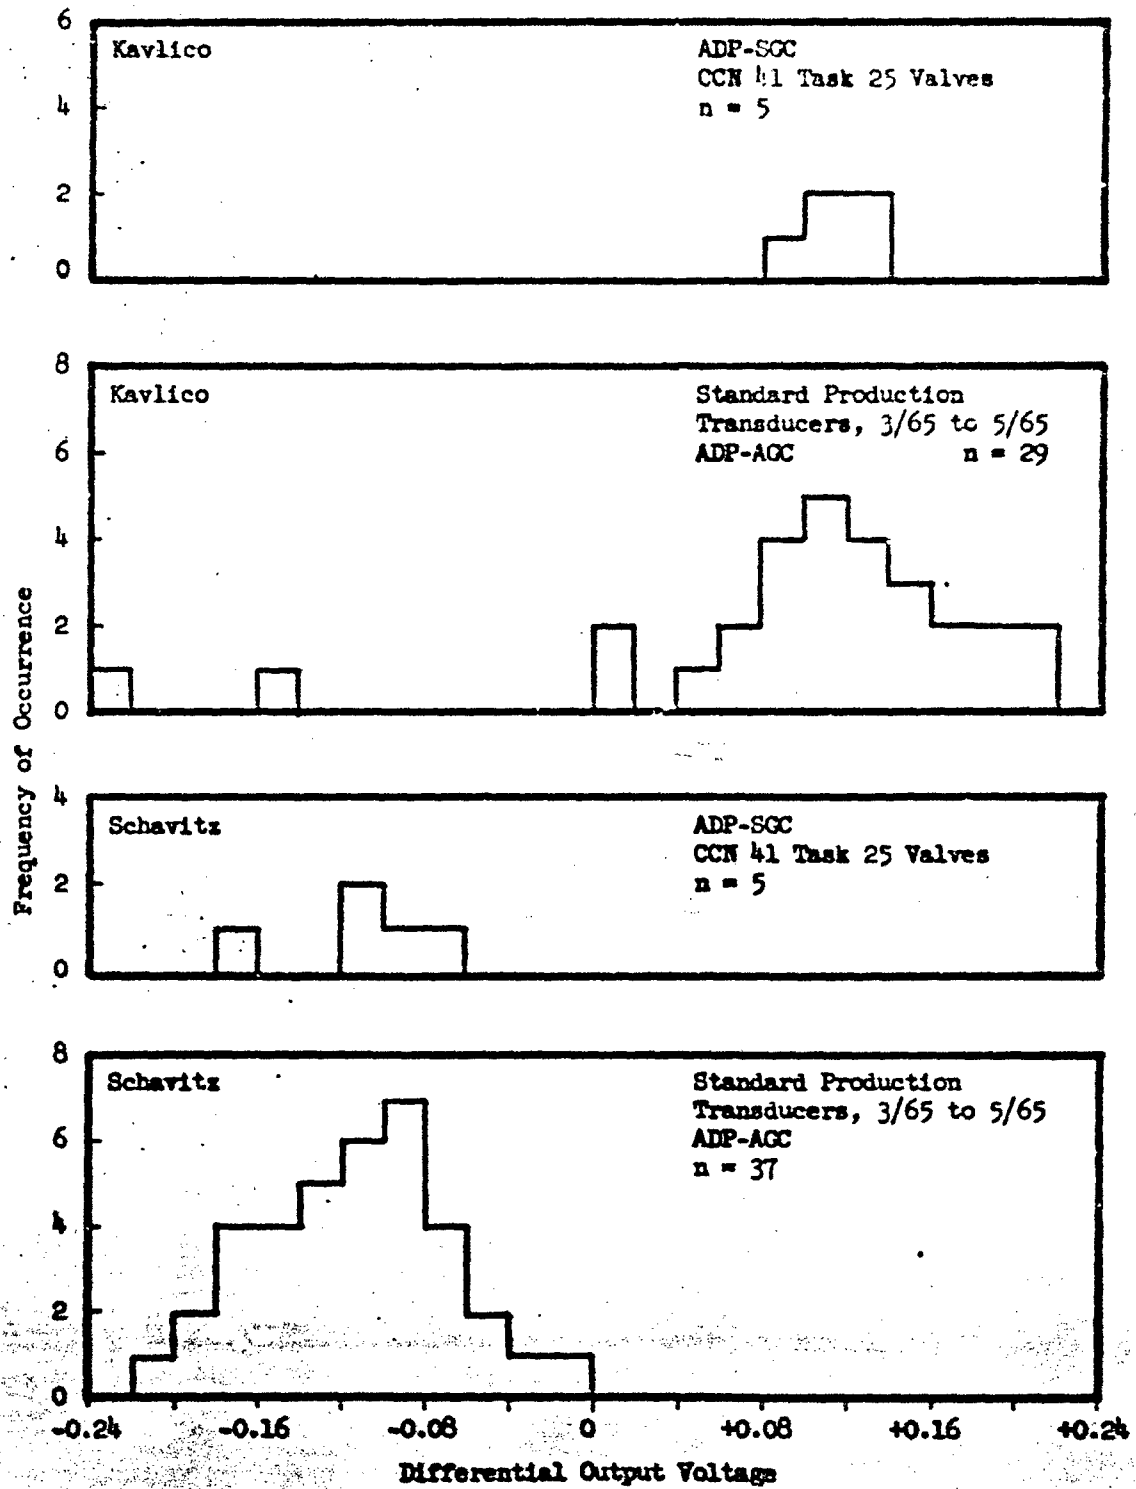 6
Kavlico
ADP-SGC
CCN 41 Task 25 Valves
n = 5
4
2
0
8
Kavlico
Standard Production
Transducers, 3/65 to 5/65
ADP-AGC n = 29
6
4
2
0
Frequency of Occurrence
4
Schavitz
ADP-SGC
CCN 41 Task 25 Valves
n = 5
2
0
8
Schavitz
Standard Production
Transducers, 3/65 to 5/65
ADP-AGC
n = 37
6
4
2
0
-0.24 -0.16 -0.08 0 +0.08 +0.16 +0.24
Differential Output Voltage